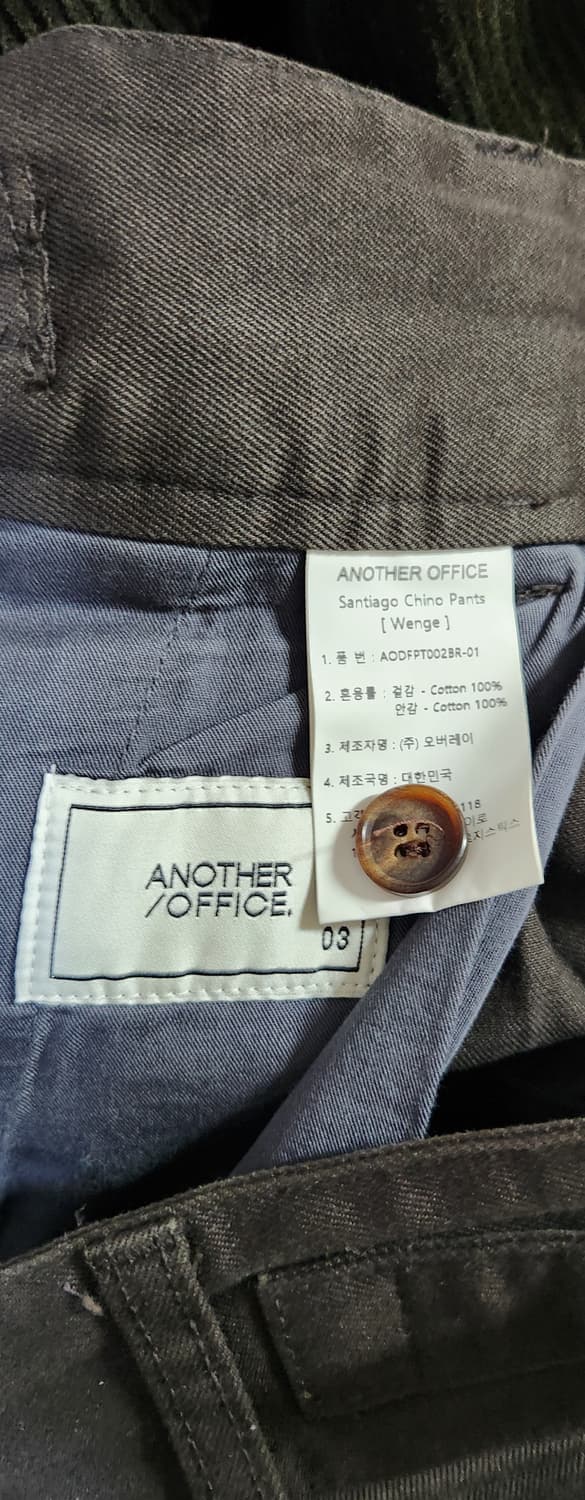 ANOTHER OFFICE
Santiago Chino Pants
[ Wenge ]
1. 품 번 : AODFPT002BR-01
2. 혼용률 : 겉감 - Cotton 100%
안감 - Cotton 100%
3. 제조자명 : (주) 오버레이
4. 제조국명 : 대한민국
5. 118
ANOTHER
/OFFICE.
03